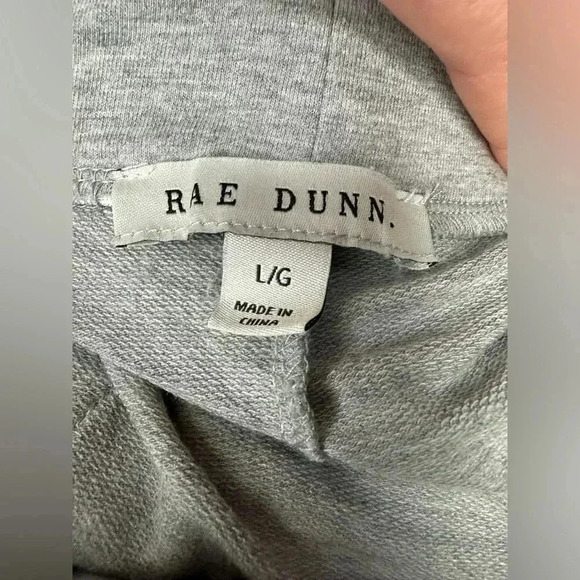 RAE DUNN.
L/G
MADE IN
CHINA